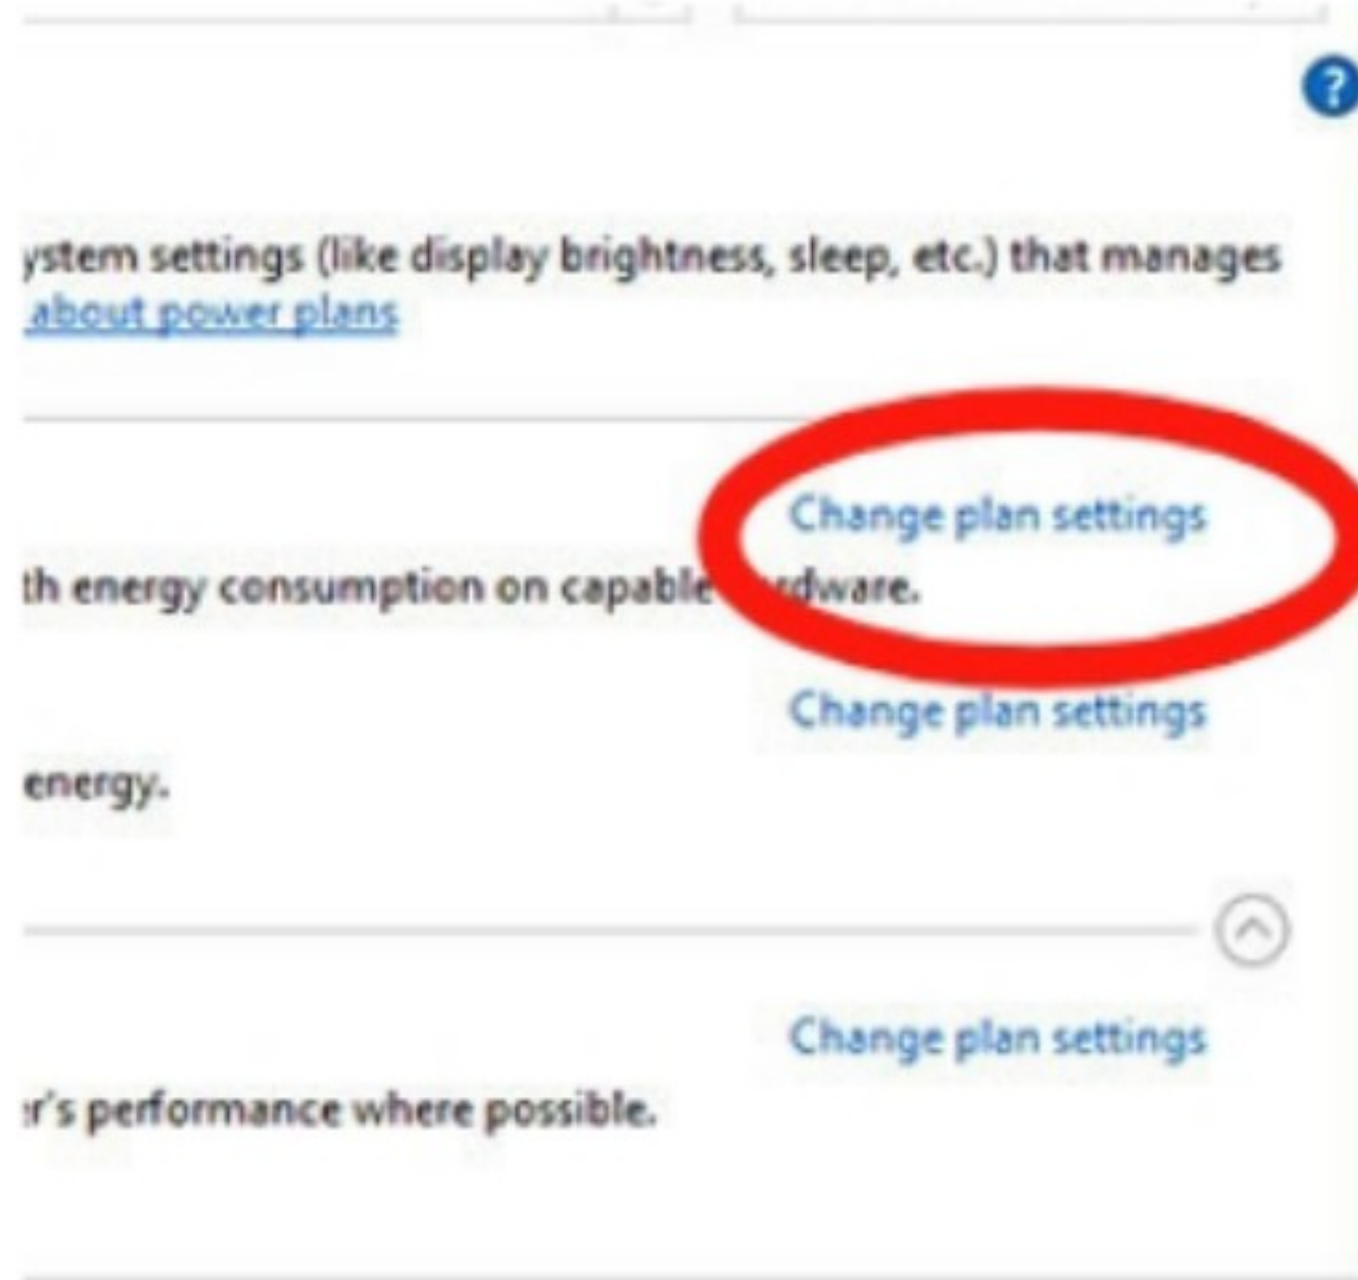 ?
ystem settings (like display brightness, sleep, etc.) that manages
about power plans
Change plan settings
th energy consumption on capable rdware.
Change plan settings
energy.
Change plan settings
r's performance where possible.